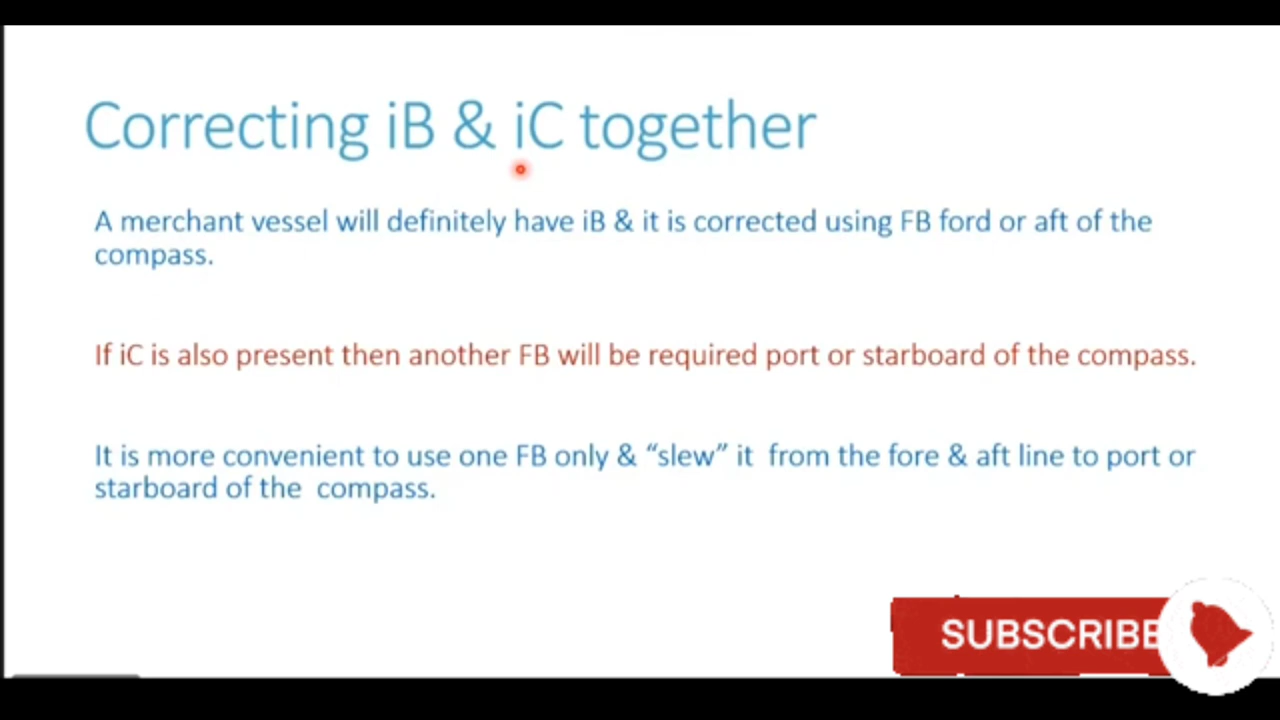 Correcting iB & iC together
A merchant vessel will definitely have iB & it is corrected using FB ford or aft of the
compass.
If iC is also present then another FB will be required port or starboard of the compass.
It is more convenient to use one FB only & “slew” it  from the fore & aft line to port or
starboard of the  compass.
SUBSCRIBE